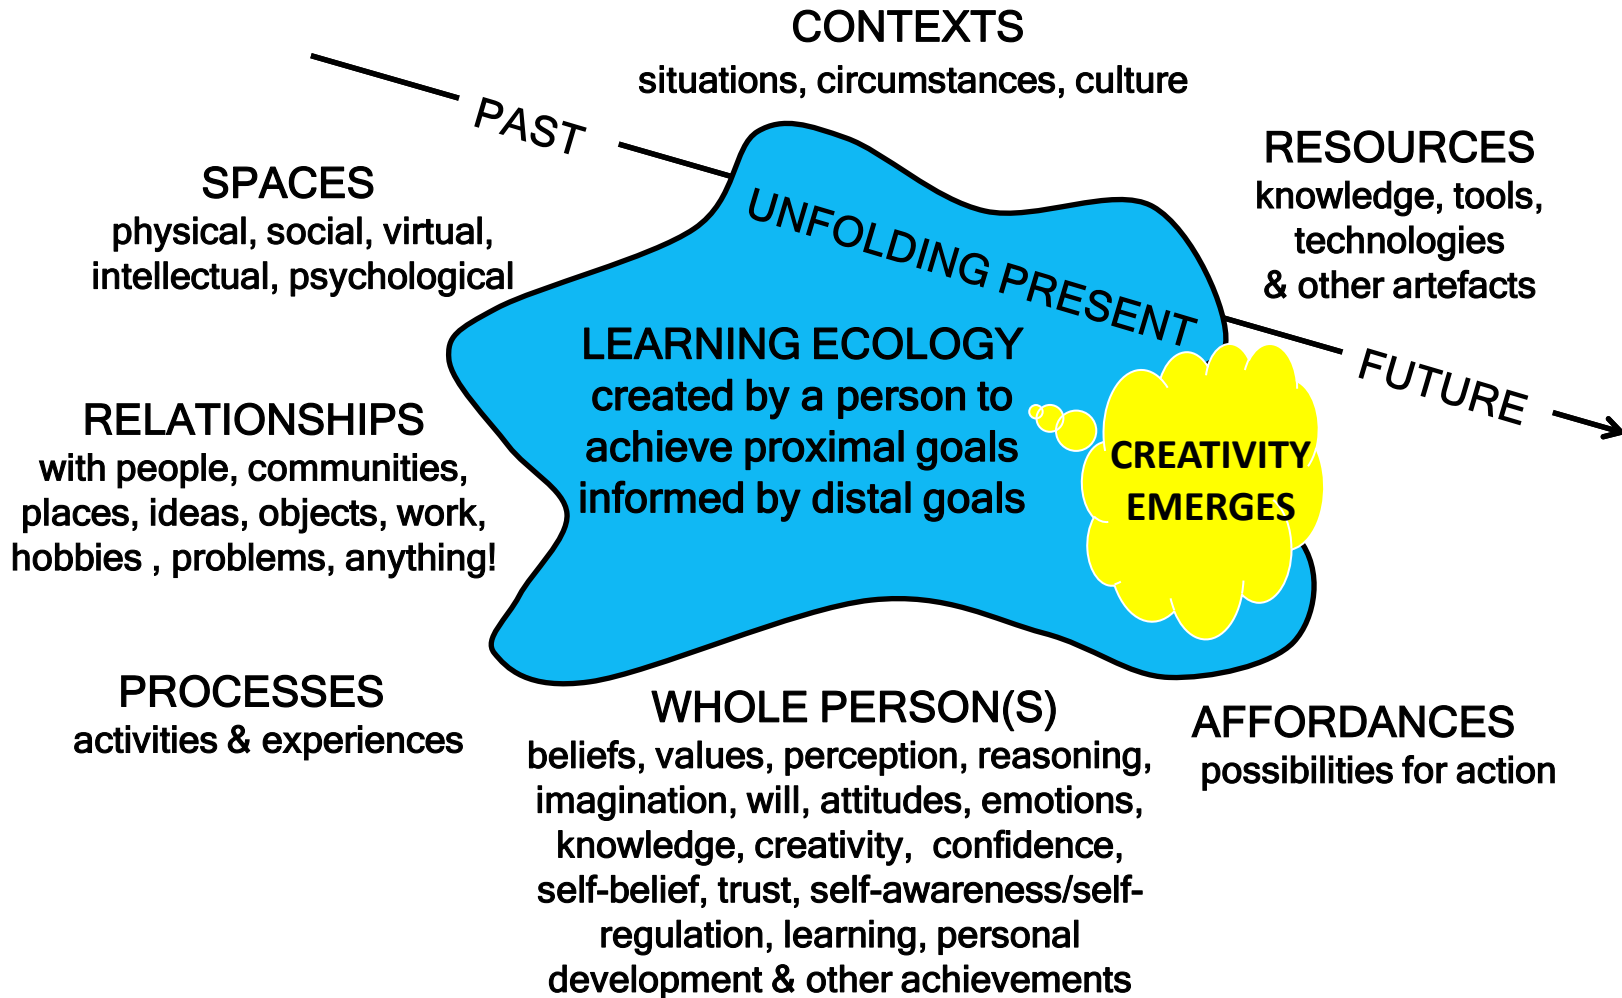 CONTEXTS
situations, circumstances, culture
PAST
UNFOLDING PRESENT
FUTURE
SPACES
physical, social, virtual,
intellectual, psychological
RESOURCES
knowledge, tools,
technologies
& other artefacts
LEARNING ECOLOGY
created by a person to
achieve proximal goals
informed by distal goals
CREATIVITY
EMERGES
RELATIONSHIPS
with people, communities,
places, ideas, objects, work,
hobbies , problems, anything!
PROCESSES
activities & experiences
WHOLE PERSON(S)
beliefs, values, perception, reasoning,
imagination, will, attitudes, emotions,
knowledge, creativity,  confidence,
self-belief, trust, self-awareness/self-
regulation, learning, personal
development & other achievements
AFFORDANCES
possibilities for action